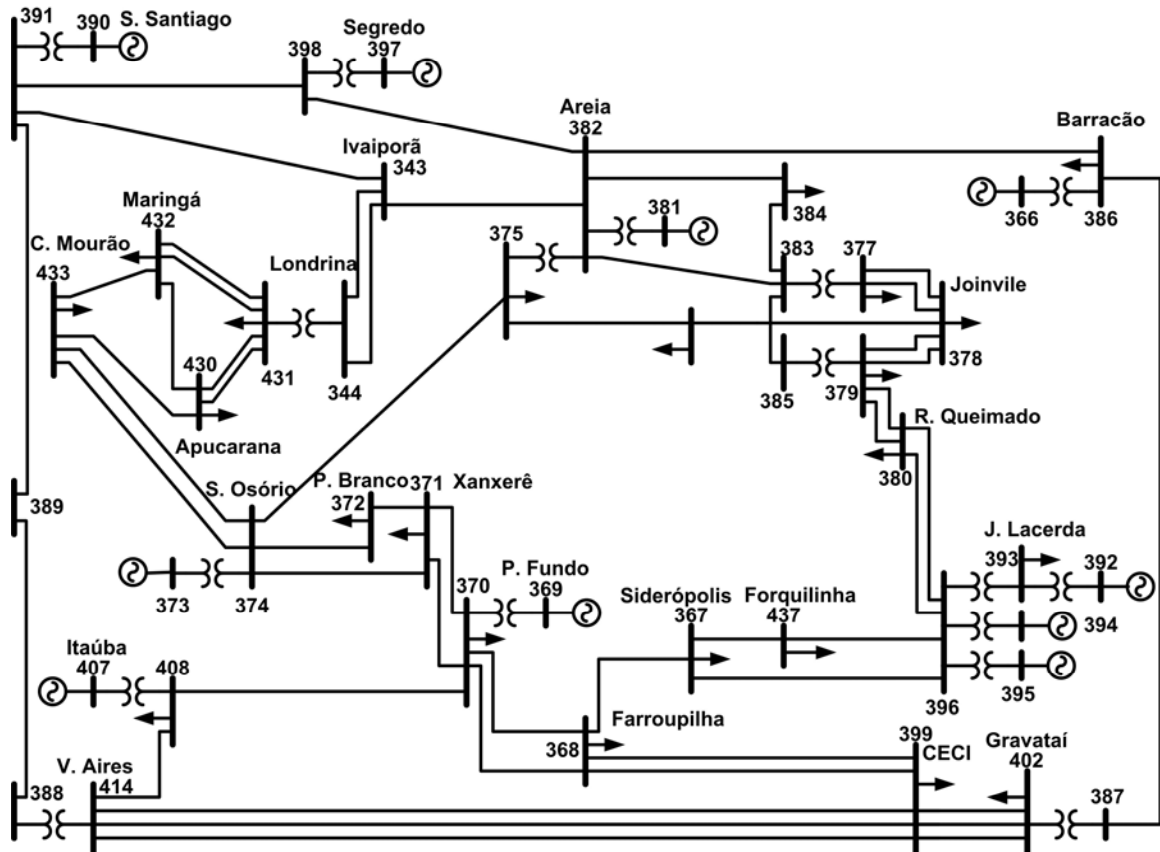 391
390
S. Santiago
398
Segredo
397
Areia
382
Barracão
Ivaiporã
343
Maringá
432
381
384
366
386
C. Mourão
433
Londrina
375
383
377
Joinvile
430
431
344
385
379
378
Apucarana
R. Queimado
380
S. Osório
P. Branco
371
Xanxerê
372
389
J. Lacerda
393
392
373
374
370
P. Fundo
369
Siderópolis
367
Forquilinha
437
394
Itaúba
407
408
395
396
Farroupilha
368
399
CECI
Gravataí
402
V. Aires
414
388
387